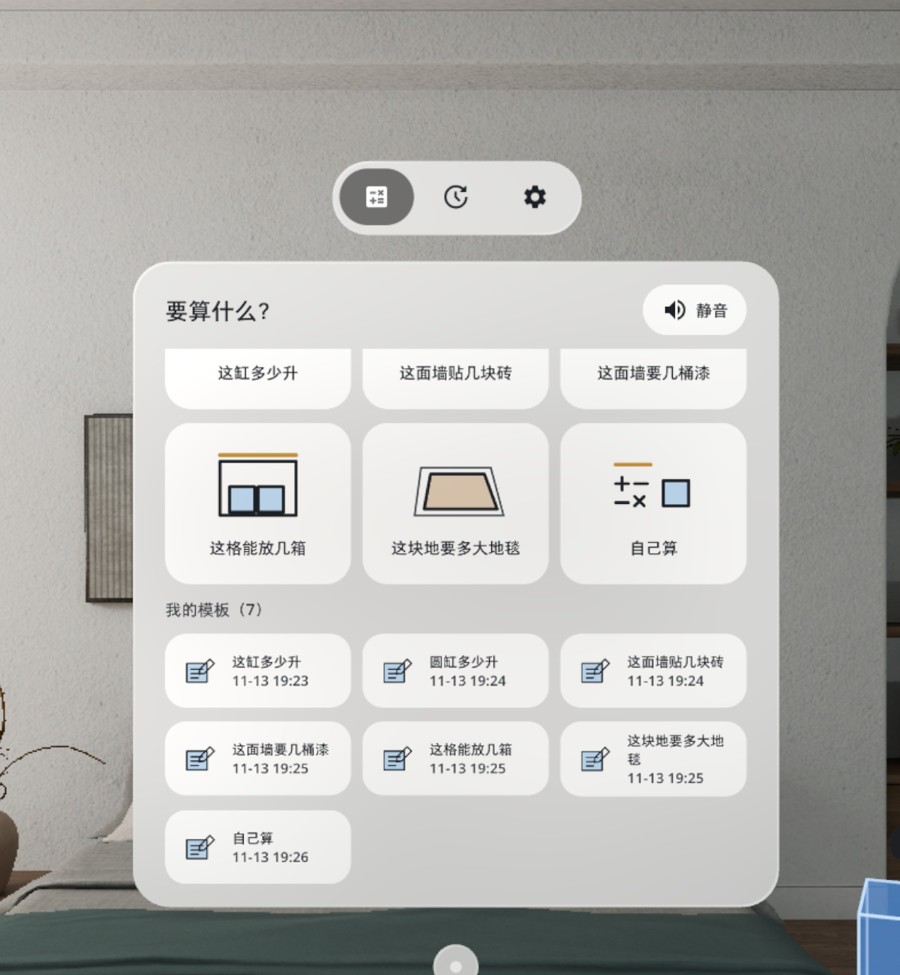 要算什么?
静音
这缸多少升
这面墙贴几块砖
这面墙要几桶漆
这格能放几箱
这块地要多大地毯
自己算
我的模板（7）
这缸多少升
11-13 19:23
圆缸多少升
11-13 19:24
这面墙贴几块砖
11-13 19:24
这面墙要几桶漆
11-13 19:25
这格能放几箱
11-13 19:25
这块地要多大地
毯
11-13 19:25
自己算
11-13 19:26